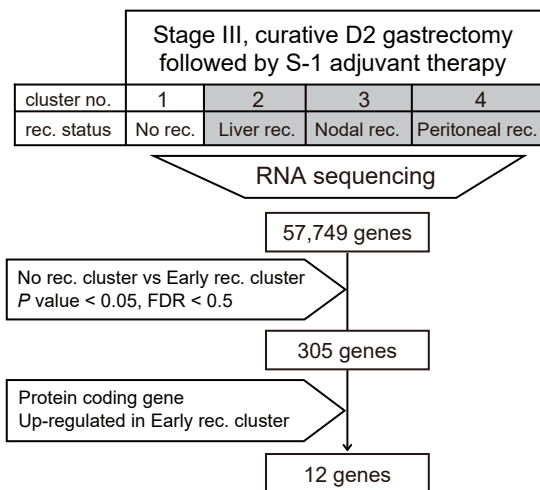 Stage III, curative D2 gastrectomy
followed by S-1 adjuvant therapy
cluster no. 1 2 3 4
rec. status No rec. Liver rec. Nodal rec. Peritoneal rec.
RNA sequencing
57,749 genes
No rec. cluster vs Early rec. cluster
P value < 0.05, FDR < 0.5
305 genes
Protein coding gene
Up-regulated in Early rec. cluster
12 genes